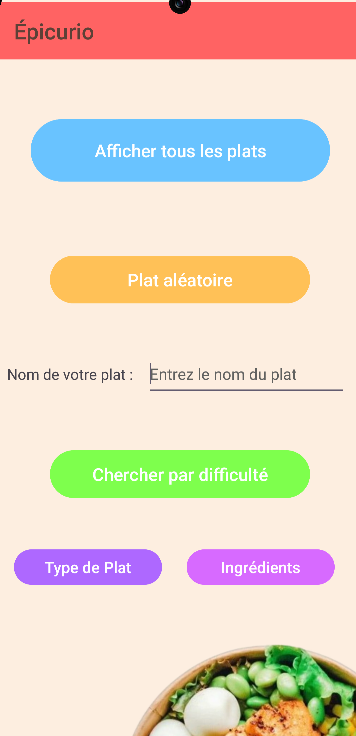 Épicurio
Afficher tous les plats
Plat aléatoire
Nom de votre plat :
Entrez le nom du plat
Chercher par difficulté
Type de Plat
Ingrédients